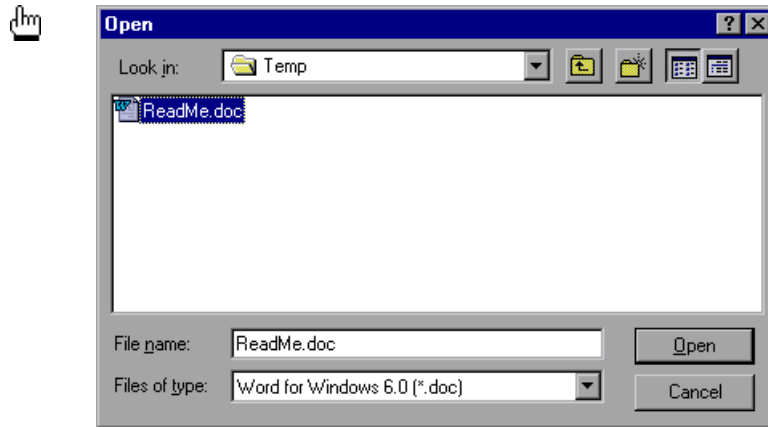 Open
Look in: Temp
ReadMe.doc
File name: ReadMe.doc Open
Files of type: Word for Windows 6.0 (*.doc) Cancel